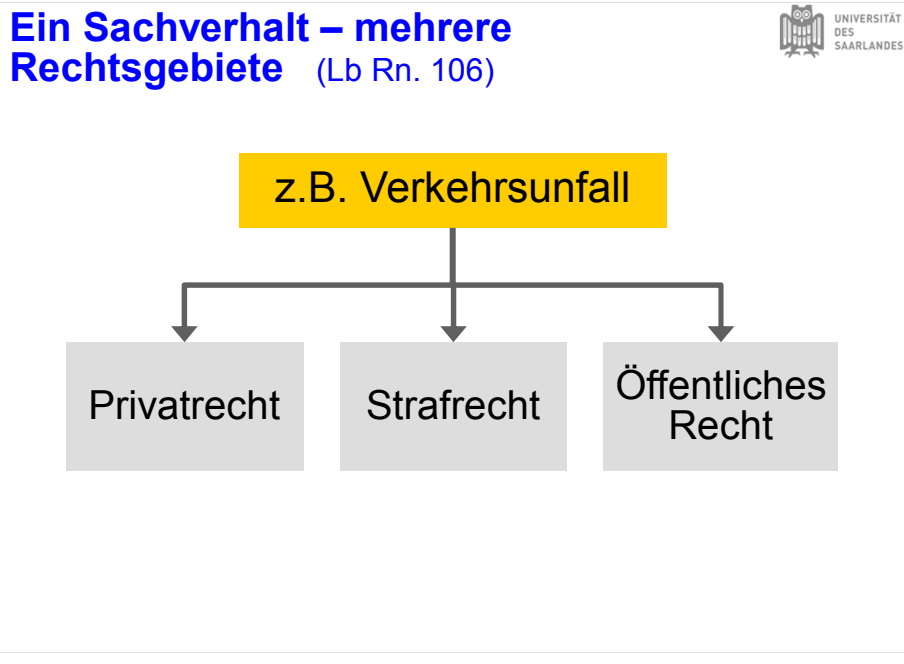 Ein Sachverhalt – mehrere
Rechtsgebiete (Lb Rn. 106)
UNIVERSITÄT
DES
SAARLANDES
z.B. Verkehrsunfall
Privatrecht
Strafrecht
Öffentliches
Recht